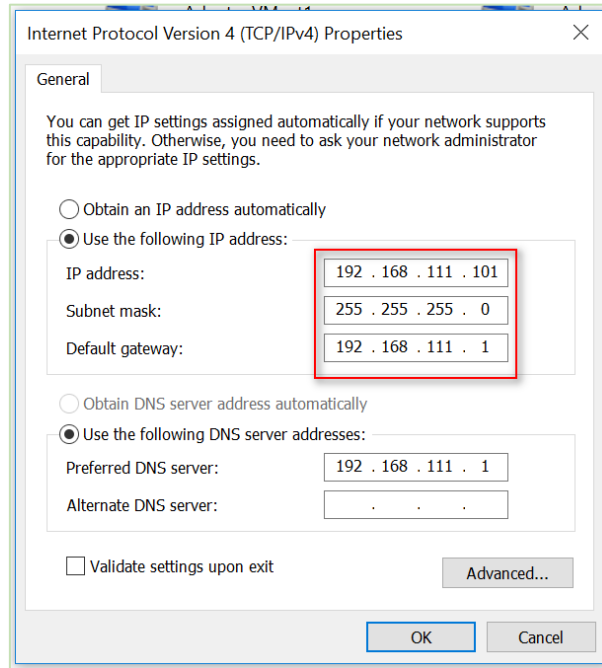 Internet Protocol Version 4 (TCP/IPv4) Properties
General
You can get IP settings assigned automatically if your network supports
this capability. Otherwise, you need to ask your network administrator
for the appropriate IP settings.
Obtain an IP address automatically
Use the following IP address:
IP address: 192 . 168 . 111 . 101
Subnet mask: 255 . 255 . 255 . 0
Default gateway: 192 . 168 . 111 . 1
Obtain DNS server address automatically
Use the following DNS server addresses:
Preferred DNS server: 192 . 168 . 111 . 1
Alternate DNS server: . . .
Validate settings upon exit
Advanced...
OK Cancel